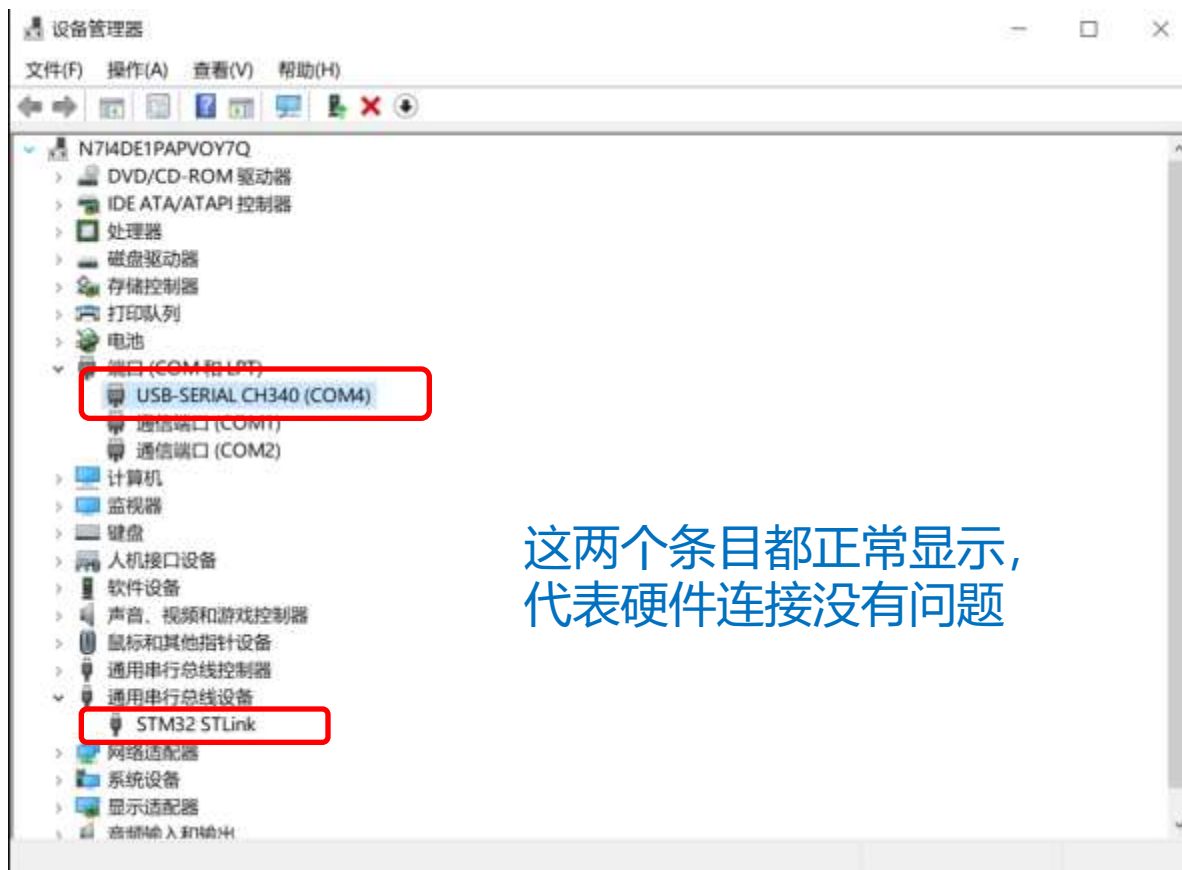 设备管理器
文件(F) 操作(A) 查看(V) 帮助(H)
N7I4DE1PAPVOY7Q
DVD/CD-ROM 驱动器
IDE ATA/ATAPI 控制器
处理器
磁盘驱动器
存储控制器
打印队列
电池
端口 (COM 和 LPT)
USB-SERIAL CH340 (COM4)
通信端口 (COM1)
通信端口 (COM2)
计算机
监视器
键盘
人机接口设备
软件设备
声音、视频和游戏控制器
鼠标和其他指针设备
通用串行总线控制器
通用串行总线设备
STM32 STLink
网络适配器
系统设备
显示适配器
音频输入和输出
这两个条目都正常显示，
代表硬件连接没有问题